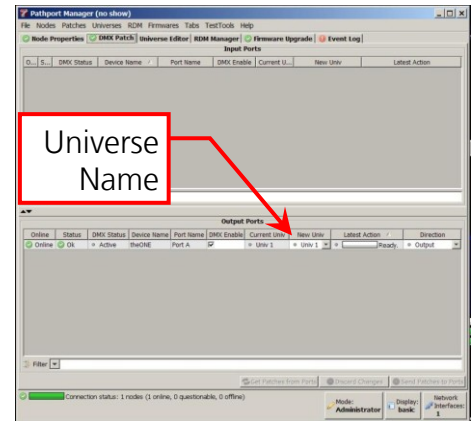 Pathport Manager (no show)
File Nodes Patches Universes RDM Firmwares Tabs TestTools Help
Node Properties DMX Patch Universe Editor RDM Manager Firmware Upgrade Event Log
Input Ports
O... S... DMX Status Device Name Port Name DMX Enable Current U... New Univ Latest Action
Universe
Name
Output Ports
Online Status DMX Status Device Name Port Name DMX Enable Current Univ New Univ Latest Action Direction
Online Ok Active theONE Port A Univ 1 Univ 1 Ready. Output
Filter
Get Patches from Ports Discard Changes Send Patches to Ports
Connection status: 1 nodes (1 online, 0 questionable, 0 offline)
Mode:
Administrator
Display:
basic
Network
Interfaces:
1